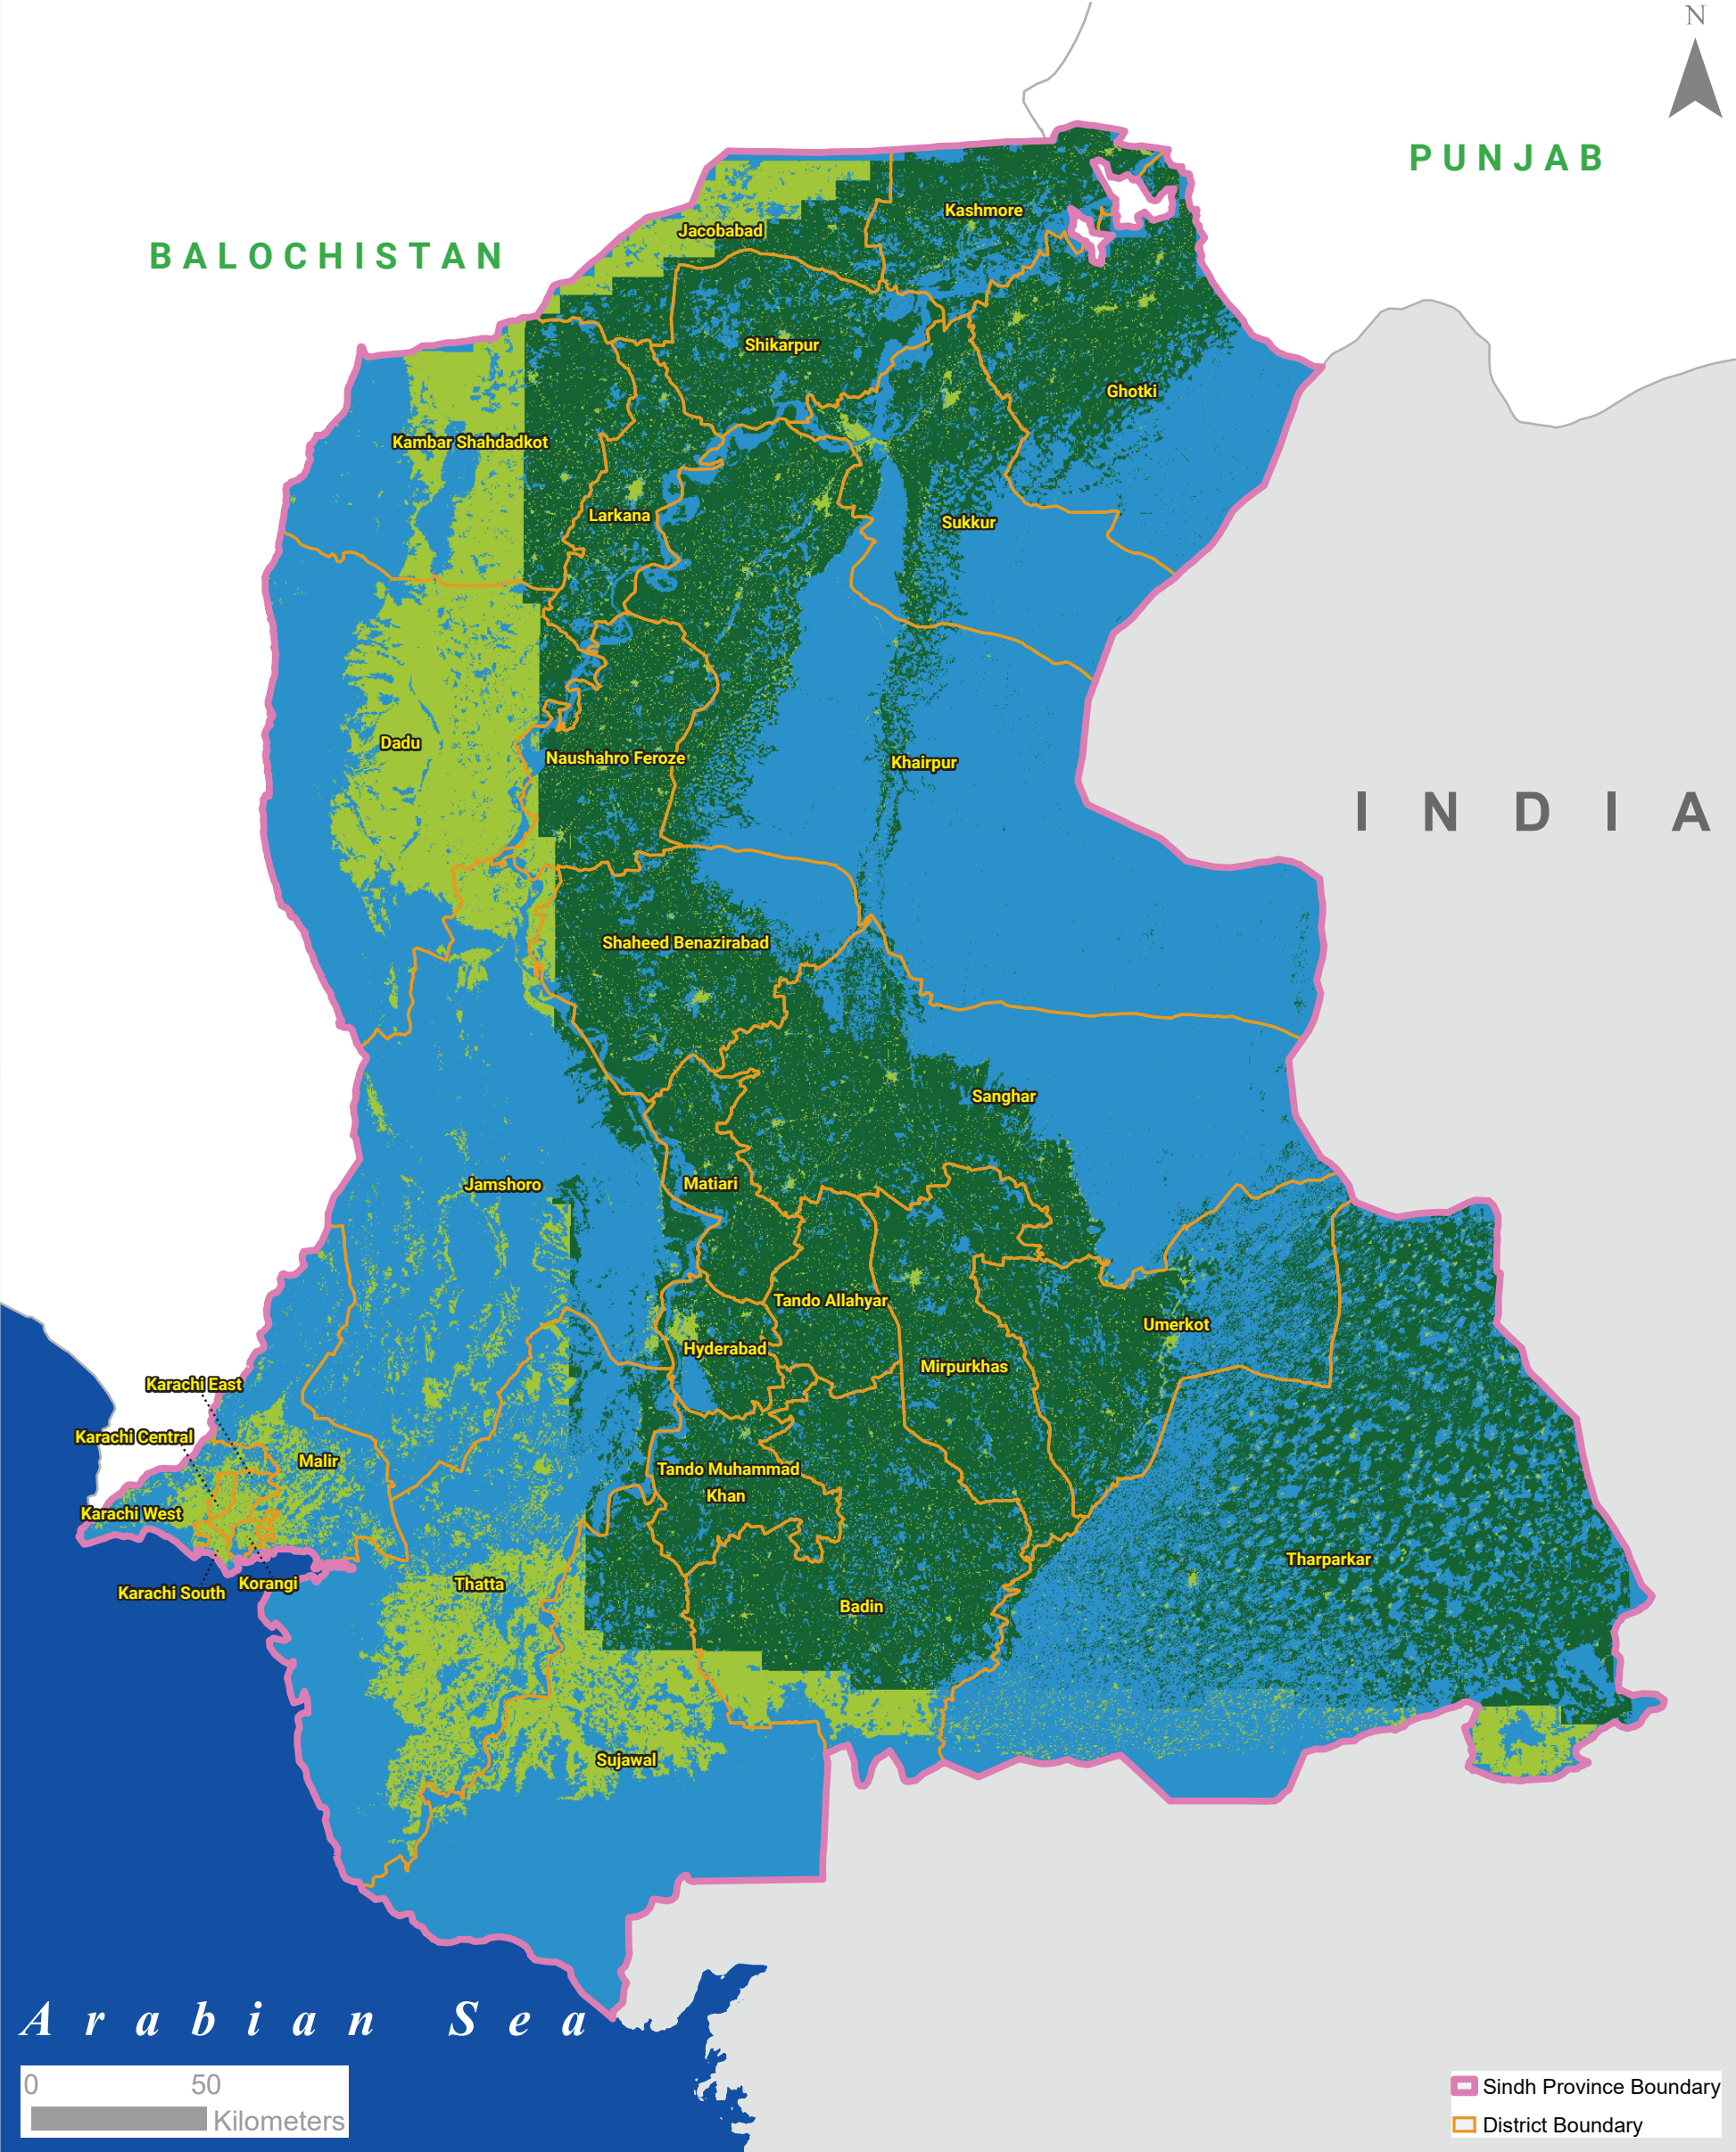 N
PUNJAB
BALOCHISTAN
Kashmore
Jacobabad
Shikarpur
Ghotki
Kambar Shahdadkot
Larkana
Sukkur
Dadu
Naushahro Feroze
Khairpur
INDIA
Shaheed Benazirabad
Sanghar
Jamshoro
Matiari
Tando Allahyar
Umerkot
Hyderabad
Mirpurkhas
Karachi East
Karachi Central
Malir
Tando Muhammad
Khan
Karachi West
Tharparkar
Thatta
Korangi
Karachi South
Badin
Sujawal
Arabian Sea
0 50
Kilometers
Sindh Province Boundary
District Boundary